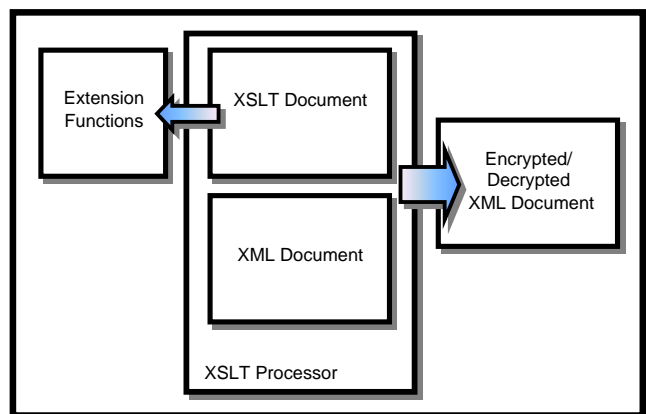 Extension
Functions
XSLT Document
Encrypted/
Decrypted
XML Document
XML Document
XSLT Processor